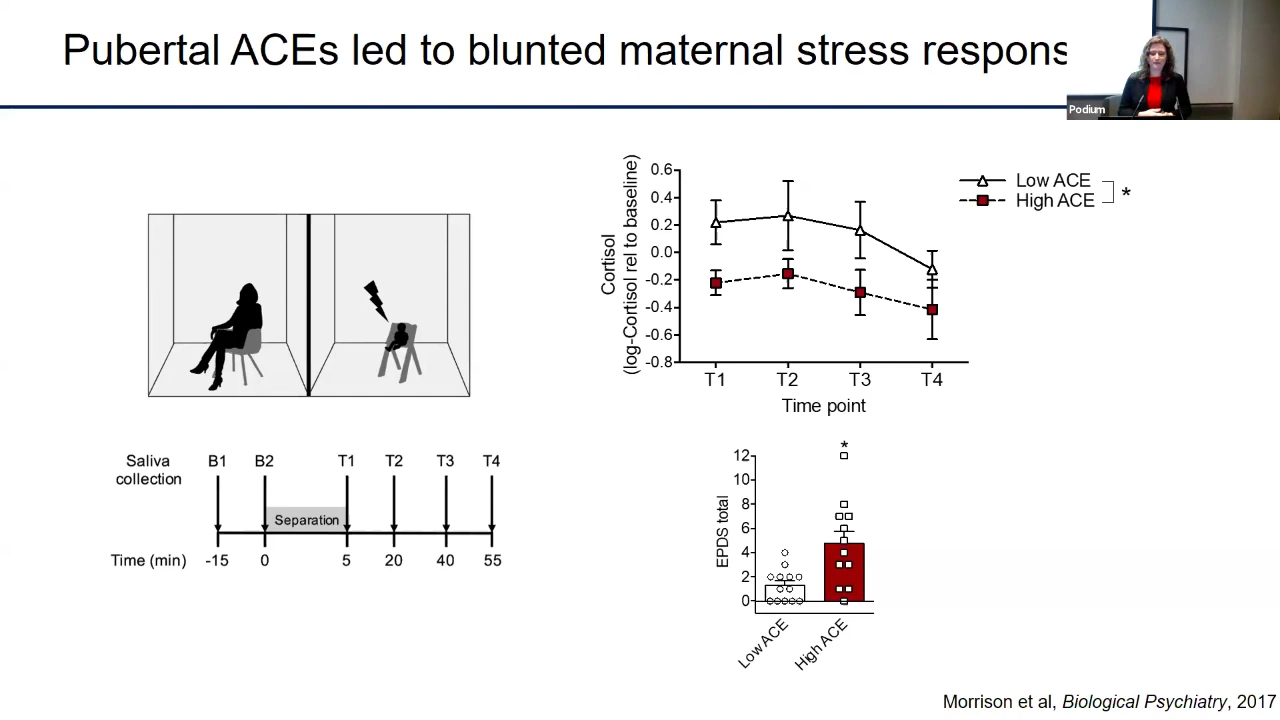 Pubertal ACEs led to blunted maternal stress respons
Podium
Saliva
collection
B1 B2 T1 T2 T3 T4
Separation
Time (min) -15 0 5 20 40 55
Cortisol
(log-Cortisol rel to baseline)
0.6
0.4
0.2
0.0
-0.2
-0.4
-0.6
-0.8
T1 T2 T3 T4
Time point
Low ACE
High ACE
*
EPDS total
*
12
10
8
6
4
2
0
Low ACE
High ACE
Morrison et al, Biological Psychiatry, 2017